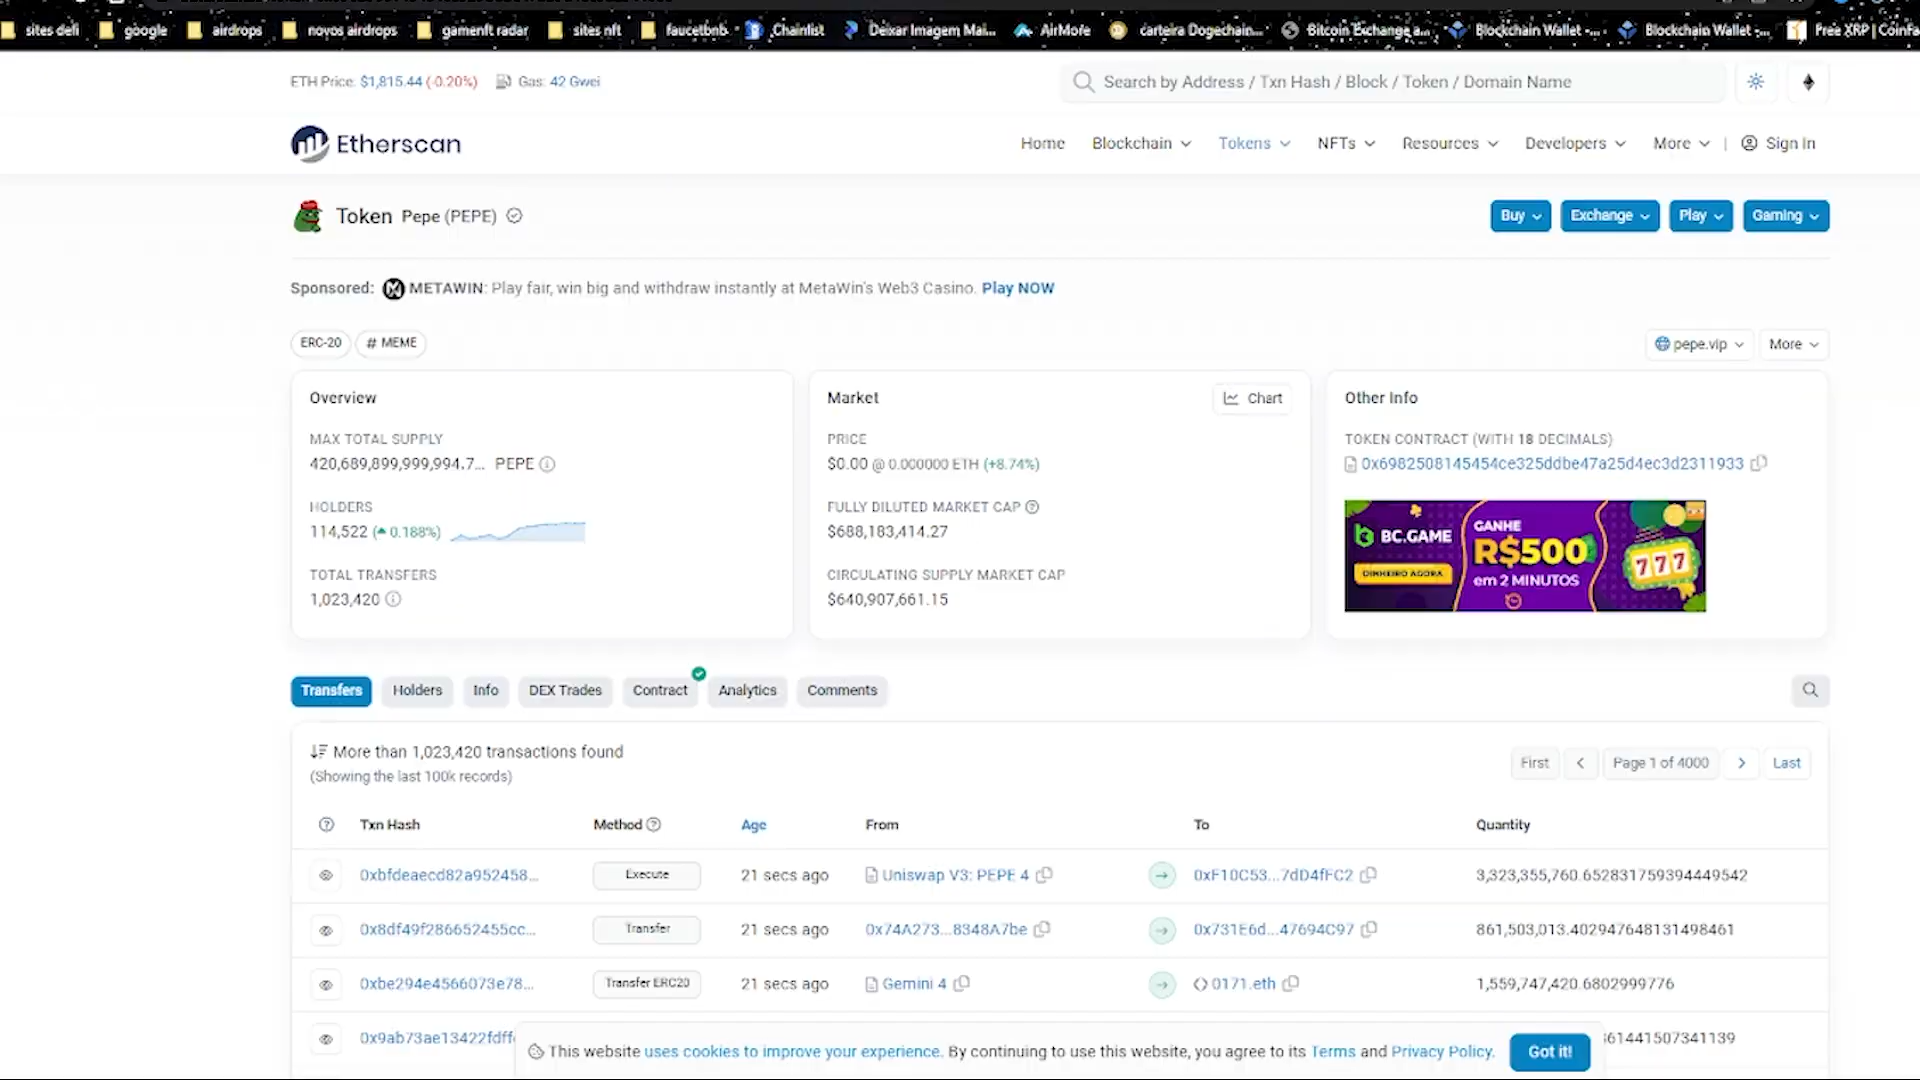 sites defi google airdrops novos airdrops gamenft radar sites nft faucetbnb Chainlist Deixar Imagem Mai... AirMore carteira Dogechain... Bitcoin Exchange a... Blockchain Wallet -... Blockchain Wallet -... Free XRP | CoinFa
ETH Price: $1,815.44 (-0.20%) Gas: 42 Gwei
Search by Address / Txn Hash / Block / Token / Domain Name
Etherscan
Home Blockchain Tokens NFTs Resources Developers More | Sign In
Token Pepe (PEPE)
Buy Exchange Play Gaming
Sponsored: METAWIN: Play fair, win big and withdraw instantly at MetaWin's Web3 Casino. Play NOW
ERC-20 # MEME
pepe.vip More
Overview
MAX TOTAL SUPPLY
420,689,899,999,994.7... PEPE
HOLDERS
114,522 (0.188%)
TOTAL TRANSFERS
1,023,420
Market
Chart
PRICE
$0.00 @ 0.000000 ETH (+8.74%)
FULLY DILUTED MARKET CAP
$688,183,414.27
CIRCULATING SUPPLY MARKET CAP
$640,907,661.15
Other Info
TOKEN CONTRACT (WITH 18 DECIMALS)
0x6982508145454ce325ddbe47a25d4ec3d2311933
BC.GAME
DINHEIRO AGORA
GANHE
R$500
em 2 MINUTOS
777
Transfers Holders Info DEX Trades Contract Analytics Comments
More than 1,023,420 transactions found
(Showing the last 100k records)
First Page 1 of 4000 Last
Txn Hash Method Age From To Quantity
0xbfdeaecd82a952458... Execute 21 secs ago Uniswap V3: PEPE 4 0xF10C53...7dD4fFC2 3,323,355,760.652831759394449542
0x8df49f286652455cc... Transfer 21 secs ago 0x74A273...8348A7be 0x731E6d...47694C97 861,503,013.402947648131498461
0xbe294e4566073e78... Transfer ERC20 21 secs ago Gemini 4 0171.eth 1,559,747,420.6802999776
0x9ab73ae13422fdff 61441507341139
This website uses cookies to improve your experience. By continuing to use this website, you agree to its Terms and Privacy Policy. Got it!